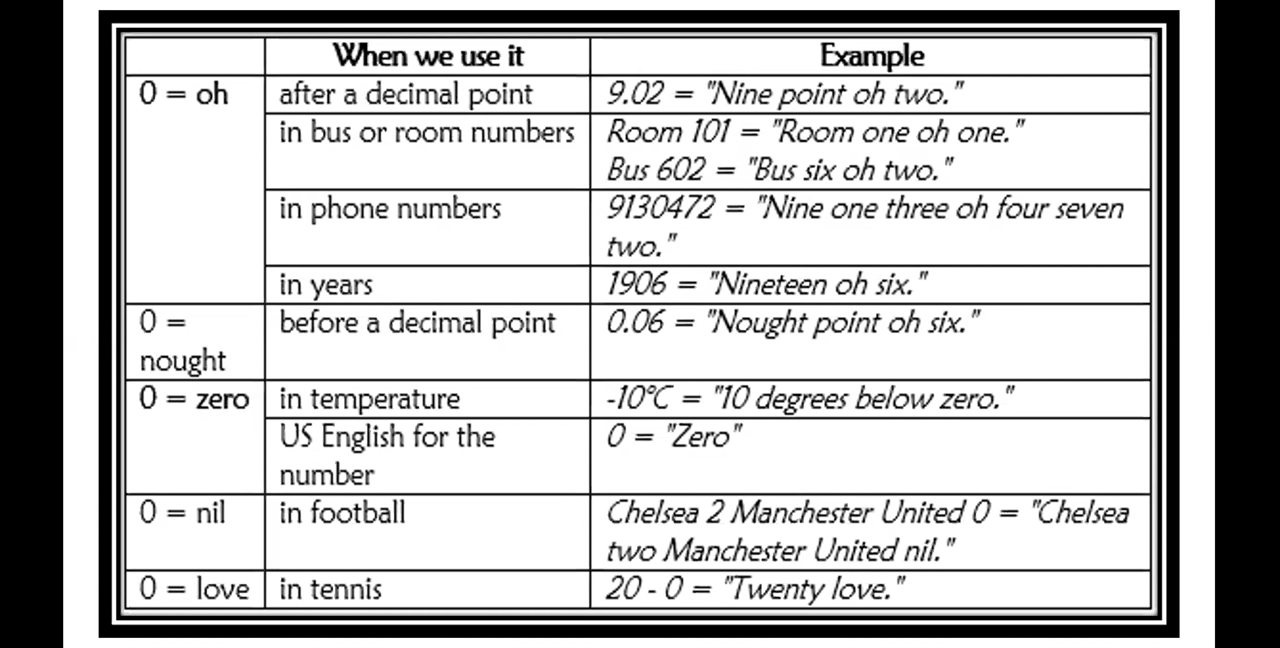 When we use it Example
0 = oh after a decimal point 9.02 = "Nine point oh two."
in bus or room numbers Room 101 = "Room one oh one."
Bus 602 = "Bus six oh two."
in phone numbers 9130472 = "Nine one three oh four seven
two."
in years 1906 = "Nineteen oh six."
0 = before a decimal point 0.06 = "Nought point oh six."
nought
0 = zero in temperature -10°C = "10 degrees below zero."
US English for the 0 = "Zero"
number
0 = nil in football Chelsea 2 Manchester United 0 = "Chelsea
two Manchester United nil."
0 = love in tennis 20 - 0 = "Twenty love."